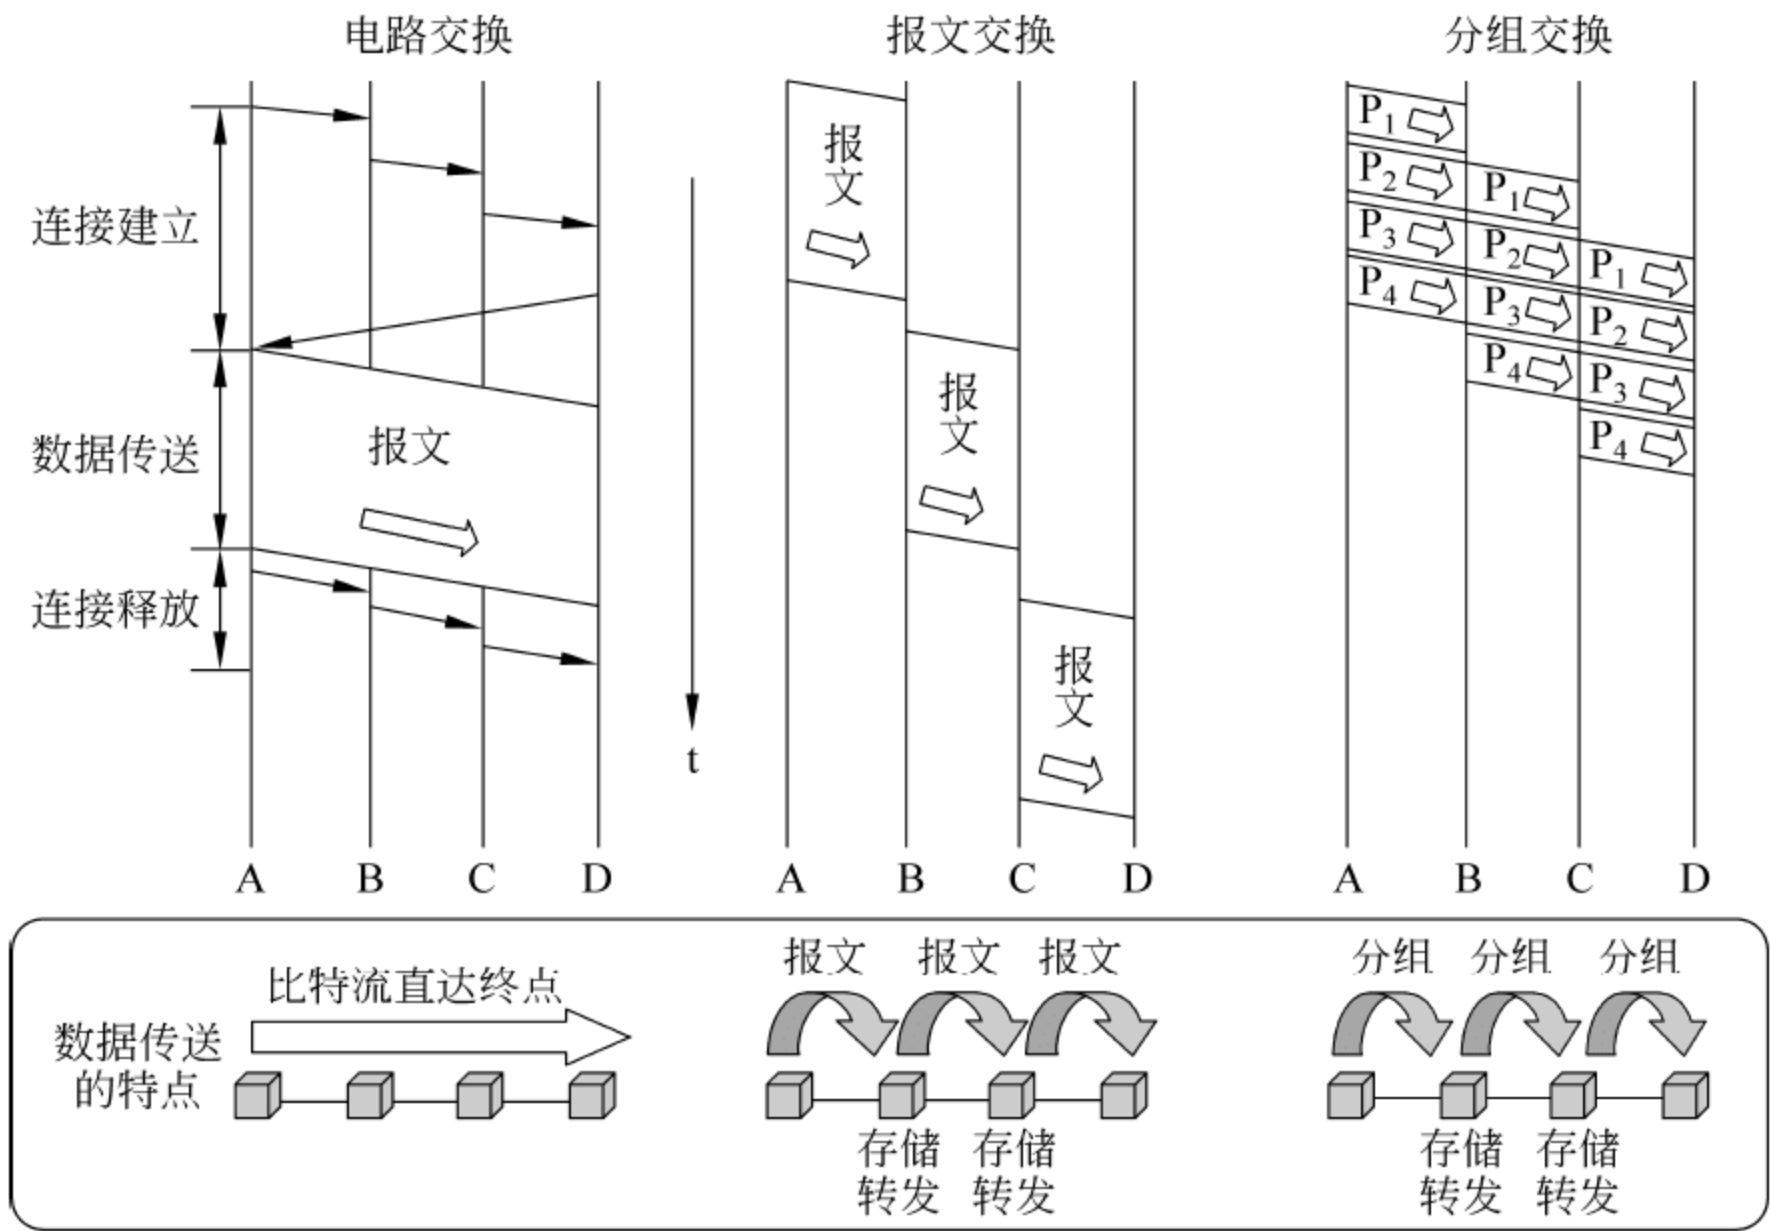 电路交换
报文交换
分组交换
连接建立
数据传送
连接释放
报文
A
B
C
D
t
报
文
报
文
报
文
A
B
C
D
P1
P2
P3
P4
P1
P2
P3
P4
P1
P2
P3
P4
A
B
C
D
数据传送
的特点
比特流直达终点
报文
报文
报文
存储
转发
存储
转发
分组
分组
分组
存储
转发
存储
转发